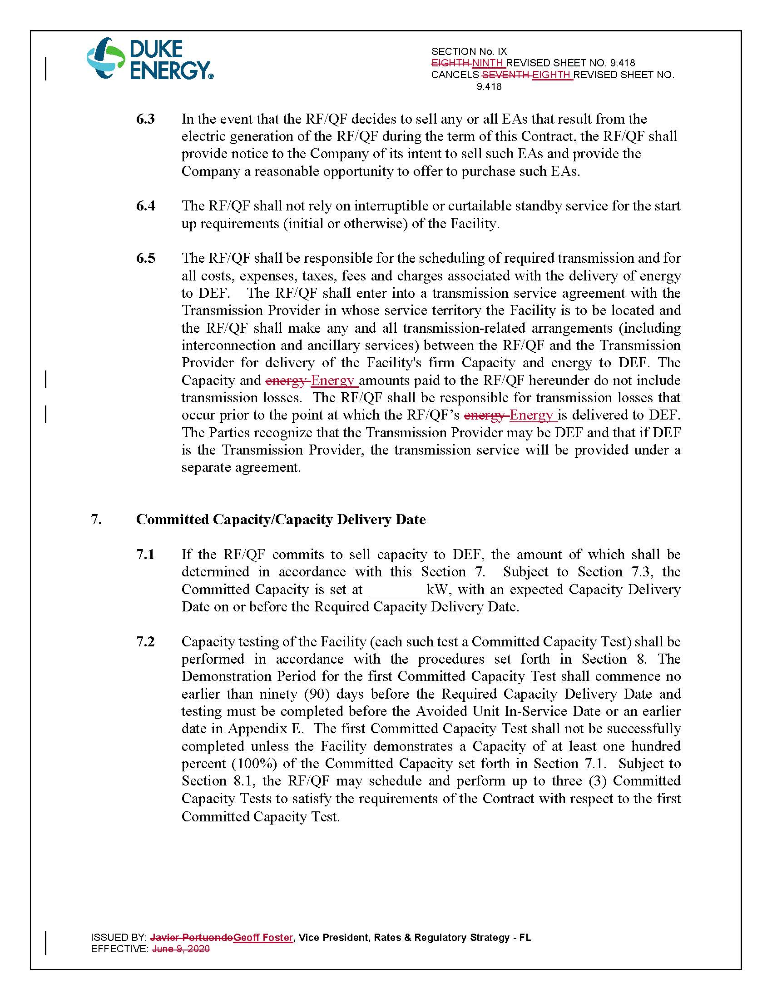 DUKE
ENERGY®
SECTION No. IX
EIGHTH NINTH REVISED SHEET NO. 9.418
CANCELS SEVENTH EIGHTH REVISED SHEET NO.
9.418
6.3 In the event that the RF/QF decides to sell any or all EAs that result from the
electric generation of the RF/QF during the term of this Contract, the RF/QF shall
provide notice to the Company of its intent to sell such EAs and provide the
Company a reasonable opportunity to offer to purchase such EAs.
6.4 The RF/QF shall not rely on interruptible or curtailable standby service for the start
up requirements (initial or otherwise) of the Facility.
6.5 The RF/QF shall be responsible for the scheduling of required transmission and for
all costs, expenses, taxes, fees and charges associated with the delivery of energy
to DEF. The RF/QF shall enter into a transmission service agreement with the
Transmission Provider in whose service territory the Facility is to be located and
the RF/QF shall make any and all transmission-related arrangements (including
interconnection and ancillary services) between the RF/QF and the Transmission
Provider for delivery of the Facility's firm Capacity and energy to DEF. The
Capacity and energy Energy amounts paid to the RF/QF hereunder do not include
transmission losses. The RF/QF shall be responsible for transmission losses that
occur prior to the point at which the RF/QF’s energy Energy is delivered to DEF.
The Parties recognize that the Transmission Provider may be DEF and that if DEF
is the Transmission Provider, the transmission service will be provided under a
separate agreement.
7. Committed Capacity/Capacity Delivery Date
7.1 If the RF/QF commits to sell capacity to DEF, the amount of which shall be
determined in accordance with this Section 7. Subject to Section 7.3, the
Committed Capacity is set at _______ kW, with an expected Capacity Delivery
Date on or before the Required Capacity Delivery Date.
7.2 Capacity testing of the Facility (each such test a Committed Capacity Test) shall be
performed in accordance with the procedures set forth in Section 8. The
Demonstration Period for the first Committed Capacity Test shall commence no
earlier than ninety (90) days before the Required Capacity Delivery Date and
testing must be completed before the Avoided Unit In-Service Date or an earlier
date in Appendix E. The first Committed Capacity Test shall not be successfully
completed unless the Facility demonstrates a Capacity of at least one hundred
percent (100%) of the Committed Capacity set forth in Section 7.1. Subject to
Section 8.1, the RF/QF may schedule and perform up to three (3) Committed
Capacity Tests to satisfy the requirements of the Contract with respect to the first
Committed Capacity Test.
ISSUED BY: Javier PortuondoGeoff Foster, Vice President, Rates & Regulatory Strategy - FL
EFFECTIVE: June 9, 2020